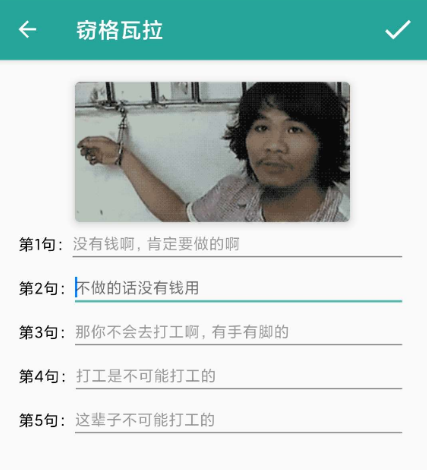 窃格瓦拉
第1句：没有钱啊, 肯定要做的啊
第2句：不做的话没有钱用
第3句：那你不会去打工啊, 有手有脚的
第4句：打工是不可能打工的
第5句：这辈子不可能打工的